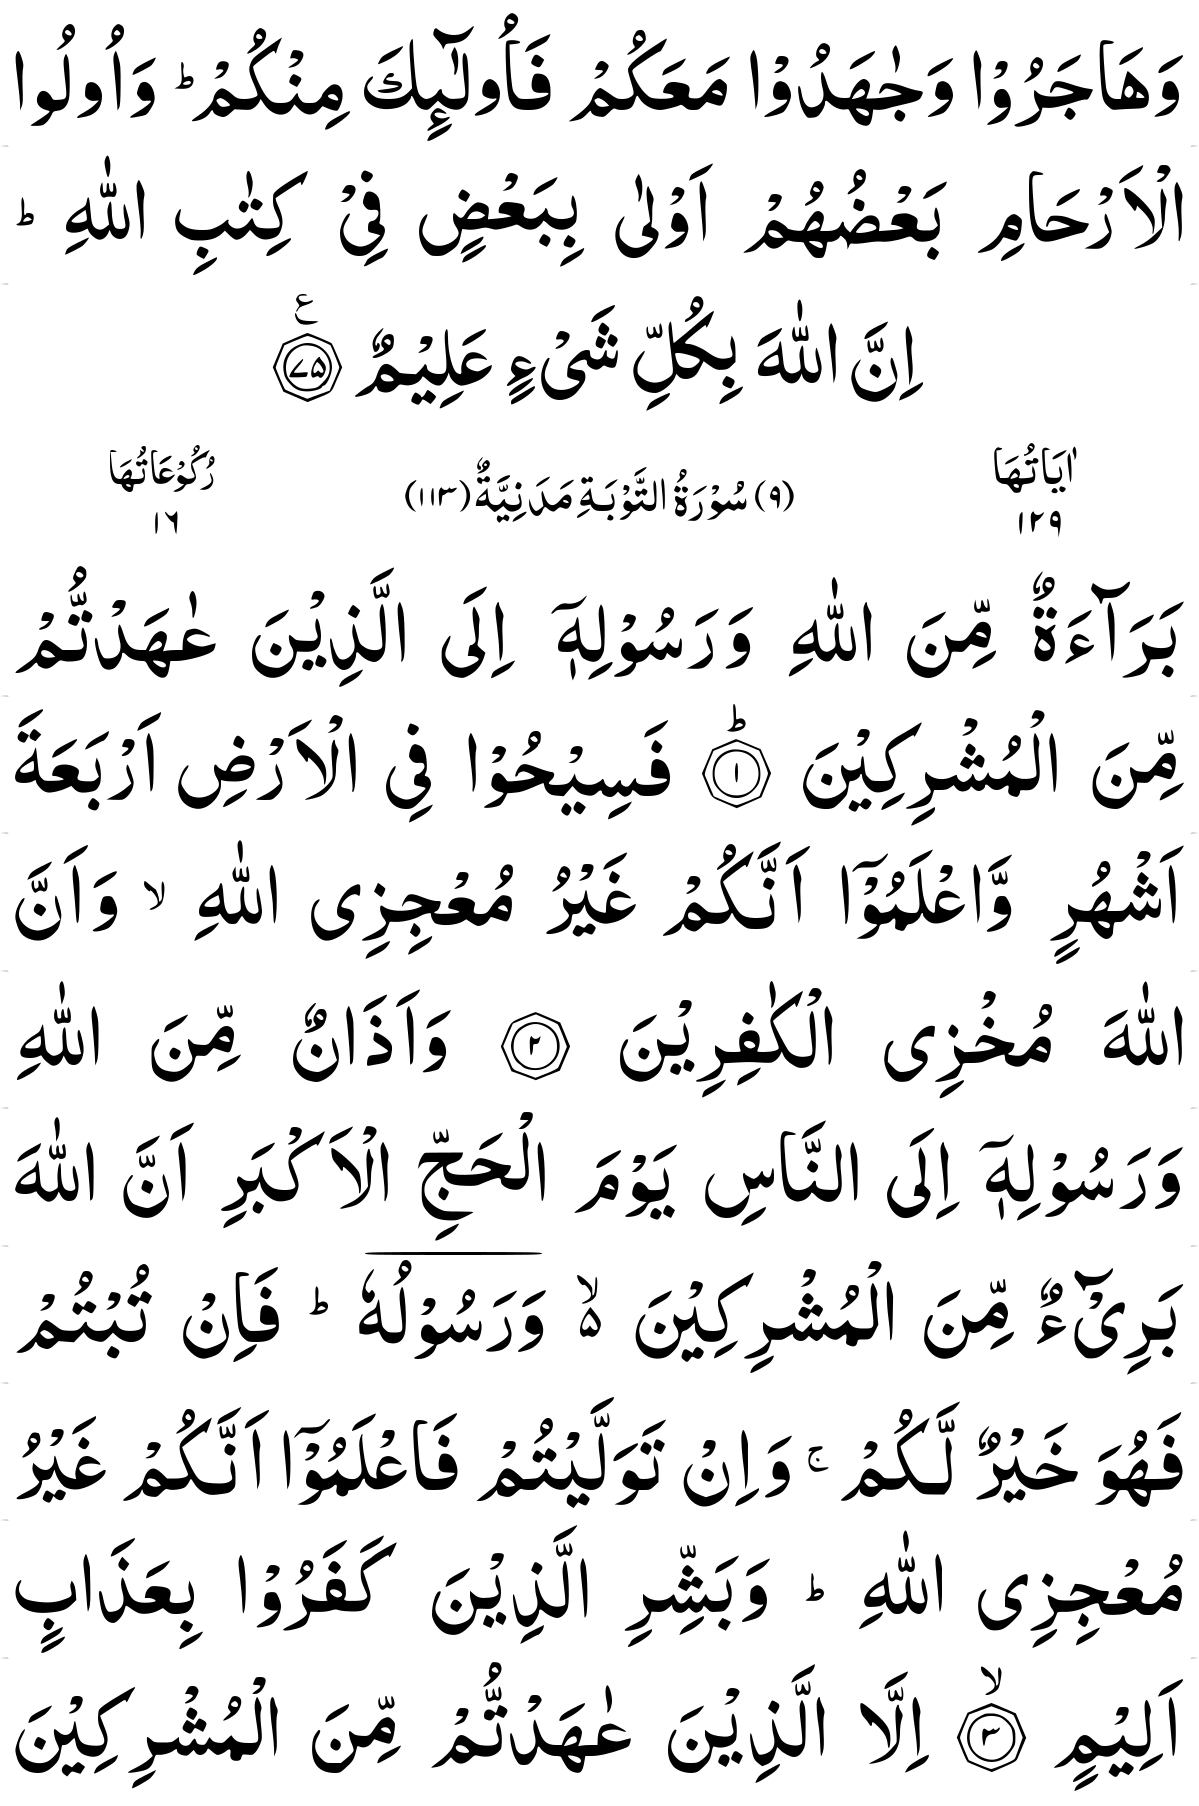 وَهَاجَرُوْا وَجٰهَدُوْا مَعَكُمْ فَاُولٰٓئِكَ مِنْكُمْ ؕ وَاُولُوا
الْاَرْحَامِ بَعْضُهُمْ اَوْلٰى بِبَعْضٍ فِىْ كِتٰبِ اللّٰهِ ؕ
اِنَّ اللّٰهَ بِكُلِّ شَىْءٍ عَلِيْمٌ ﴿۷۵﴾ ع
اٰيَاتُهَا ۱۲۹
(۹) سُوْرَةُ التَّوْبَةِ مَدَنِيَّةٌ (۱۱۳)
رُكُوْعَاتُهَا ۱۶
بَرَآءَةٌ مِّنَ اللّٰهِ وَرَسُوْلِهٖۤ اِلَى الَّذِيْنَ عٰهَدْتُّمْ
مِّنَ الْمُشْرِكِيْنَ ؕ ﴿۱﴾ فَسِيْحُوْا فِى الْاَرْضِ اَرْبَعَةَ
اَشْهُرٍ وَّاعْلَمُوْۤا اَنَّكُمْ غَيْرُ مُعْجِزِى اللّٰهِ ۙ وَاَنَّ
اللّٰهَ مُخْزِى الْكٰفِرِيْنَ ﴿۲﴾ وَاَذَانٌ مِّنَ اللّٰهِ
وَرَسُوْلِهٖۤ اِلَى النَّاسِ يَوْمَ الْحَجِّ الْاَكْبَرِ اَنَّ اللّٰهَ
بَرِىْٓءٌ مِّنَ الْمُشْرِكِيْنَ ۙ۵ وَرَسُوْلُهٗ ؕ فَاِنْ تُبْتُمْ
فَهُوَ خَيْرٌ لَّكُمْ ۚ وَاِنْ تَوَلَّيْتُمْ فَاعْلَمُوْۤا اَنَّكُمْ غَيْرُ
مُعْجِزِى اللّٰهِ ؕ وَبَشِّرِ الَّذِيْنَ كَفَرُوْا بِعَذَابٍ
اَلِيْمٍ ۙ ﴿۳﴾ اِلَّا الَّذِيْنَ عٰهَدْتُّمْ مِّنَ الْمُشْرِكِيْنَ